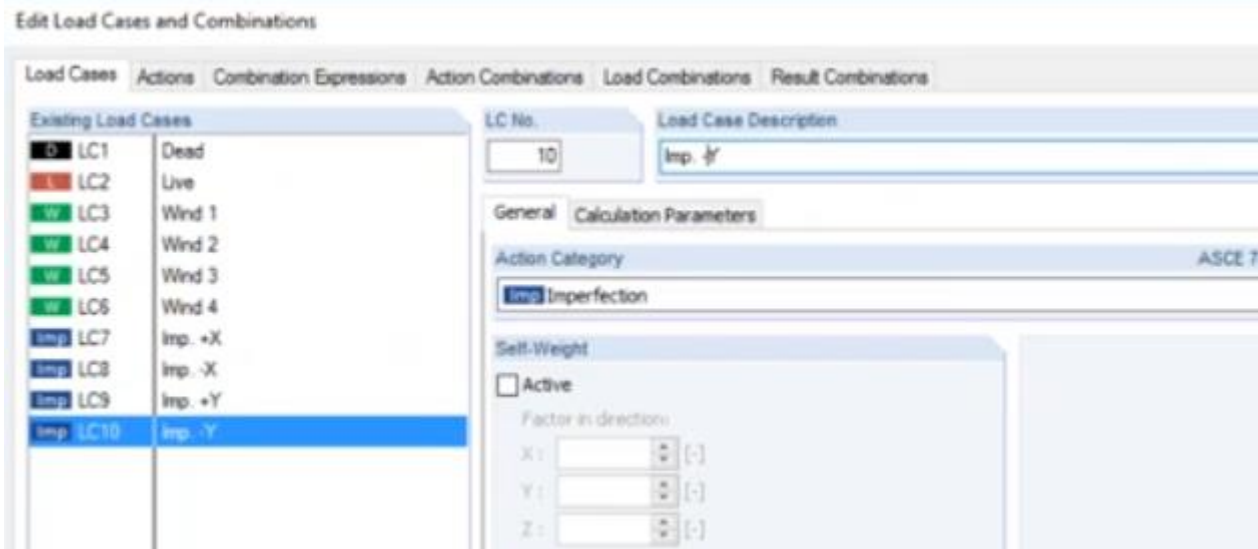 Edit Load Cases and Combinations
Load Cases Actions Combination Expressions Action Combinations Load Combinations Result Combinations
Existing Load Cases
D LC1 Dead
L LC2 Live
W LC3 Wind 1
W LC4 Wind 2
W LC5 Wind 3
W LC6 Wind 4
Imp LC7 Imp. +X
Imp LC8 Imp. -X
Imp LC9 Imp. +Y
Imp LC10 Imp. -Y
LC No.
10
Load Case Description
Imp. -Y
General Calculation Parameters
Action Category ASCE 7
Imp Imperfection
Self-Weight
Active
Factor in direction:
X: [-]
Y: [-]
Z: [-]